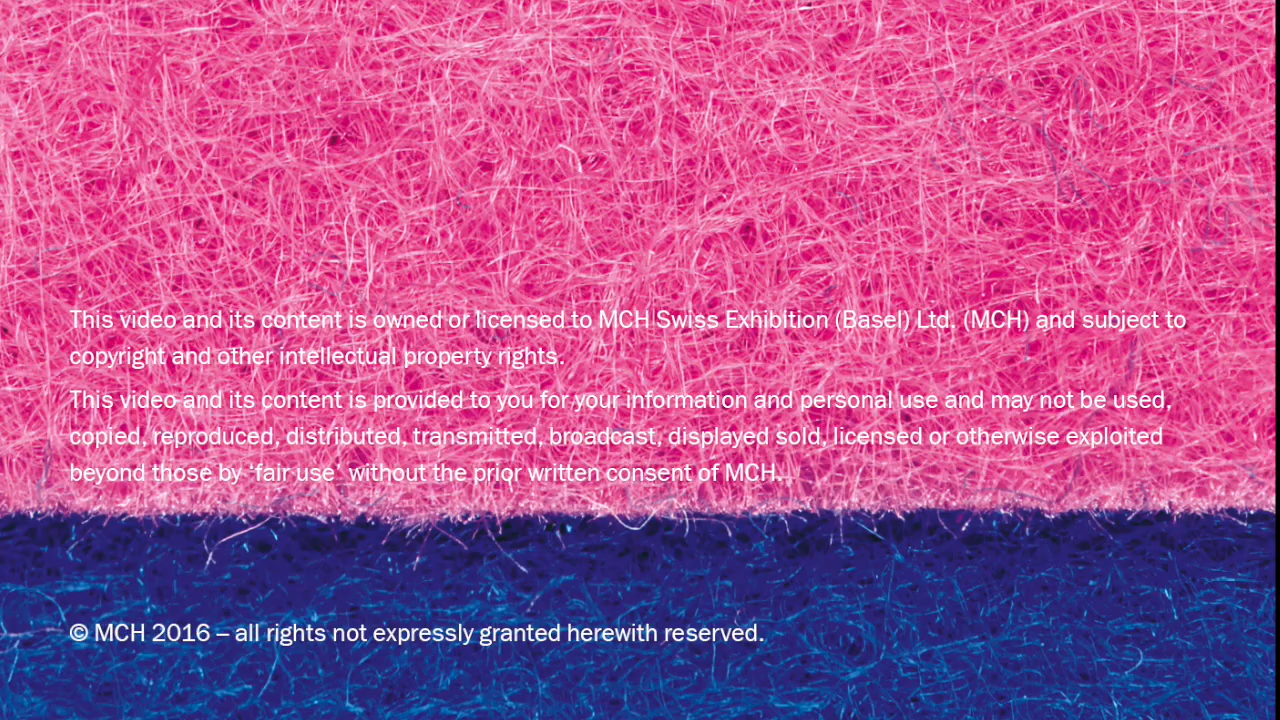 This video and its content is owned or licensed to MCH Swiss Exhibition (Basel) Ltd. (MCH) and subject to
copyright and other intellectual property rights.
This video and its content is provided to you for your information and personal use and may not be used,
copied, reproduced, distributed, transmitted, broadcast, displayed sold, licensed or otherwise exploited
beyond those by ‘fair use’ without the prior written consent of MCH.
© MCH 2016 – all rights not expressly granted herewith reserved.